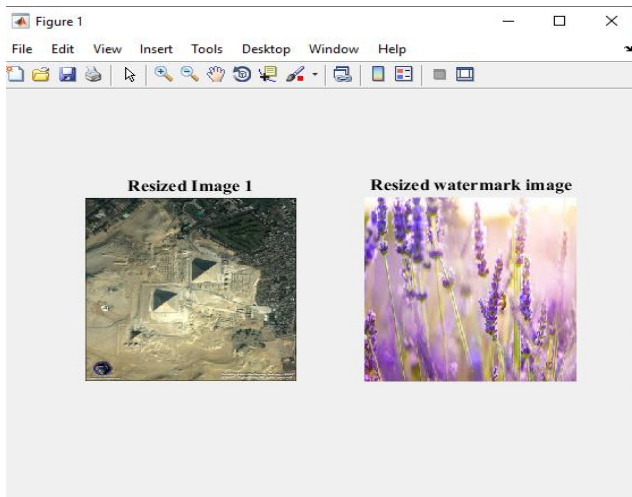 Figure 1
File Edit View Insert Tools Desktop Window Help
Resized Image 1
Resized watermark image